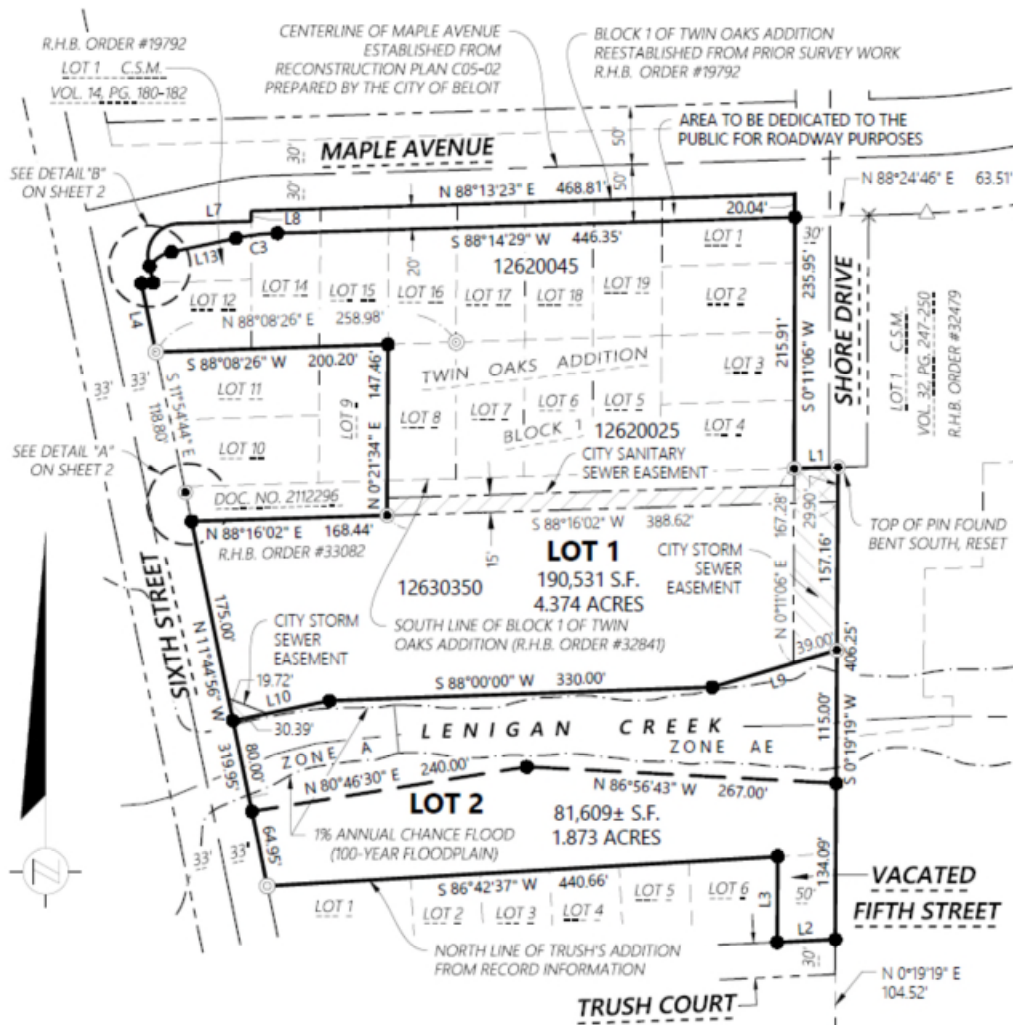 R.H.B. ORDER #19792
LOT 1 C.S.M.
VOL. 14, PG. 180-182
CENTERLINE OF MAPLE AVENUE
ESTABLISHED FROM
RECONSTRUCTION PLAN C05-02
PREPARED BY THE CITY OF BELOIT
BLOCK 1 OF TWIN OAKS ADDITION
REESTABLISHED FROM PRIOR SURVEY WORK
R.H.B. ORDER #19792
AREA TO BE DEDICATED TO THE
PUBLIC FOR ROADWAY PURPOSES
MAPLE AVENUE
30'
30'
50'
50'
SEE DETAIL"B"
ON SHEET 2
N 88°13'23" E 468.81'
N 88°24'46" E 63.51'
L7
L8
20.04'
30'
S 88°14'29" W 446.35'
L13
C3
20'
LOT 1
12620045
LOT 12
LOT 14
LOT 15
LOT 16
LOT 17
LOT 18
LOT 19
LOT 2
L4
N 88°08'26" E 258.98'
S 88°08'26" W 200.20'
235.95'
215.91'
S 0°11'06" W
SHORE DRIVE
LOT 1 C.S.M.
VOL. 32, PG. 247-250
R.H.B. ORDER #32479
33'
33'
S 11°54'44" E
118.80'
LOT 11
LOT 9
147.46'
N 0°21'34" E
TWIN OAKS ADDITION
LOT 3
LOT 8
LOT 7
LOT 6
LOT 5
BLOCK 1
12620025
LOT 4
LOT 10
SEE DETAIL "A"
ON SHEET 2
CITY SANITARY
SEWER EASEMENT
L1
DOC. NO. 2112296
N 88°16'02" E 168.44'
R.H.B. ORDER #33082
S 88°16'02" W 388.62'
15'
167.28'
N 0°11'06" E
29.90'
157.16'
TOP OF PIN FOUND
BENT SOUTH, RESET
LOT 1
190,531 S.F.
4.374 ACRES
CITY STORM
SEWER
EASEMENT
12630350
SIXTH STREET
175.00'
N 11°44'56" W
CITY STORM
SEWER
EASEMENT
SOUTH LINE OF BLOCK 1 OF TWIN
OAKS ADDITION (R.H.B. ORDER #32841)
39.00'
406.25'
19.72'
L10
30.39'
S 88°00'00" W 330.00'
L9
LENIGAN CREEK
ZONE A
ZONE AE
115.00'
S 0°19'19" W
319.95'
80.00'
N 80°46'30" E 240.00'
N 86°56'43" W 267.00'
LOT 2
81,609± S.F.
1.873 ACRES
64.95'
1% ANNUAL CHANCE FLOOD
(100-YEAR FLOODPLAIN)
33'
33'
S 86°42'37" W 440.66'
134.09'
LOT 1
LOT 2
LOT 3
LOT 4
LOT 5
LOT 6
L3
50'
VACATED
FIFTH STREET
L2
30'
NORTH LINE OF TRUSH'S ADDITION
FROM RECORD INFORMATION
N 0°19'19" E
104.52'
TRUSH COURT